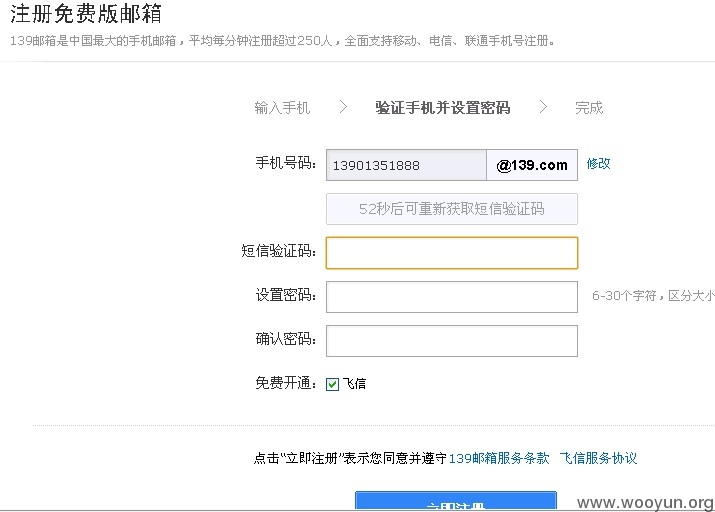 注册免费版邮箱
139邮箱是中国最大的手机邮箱，平均每分钟注册超过250人，全面支持移动、电信、联通手机号注册。
输入手机 > 验证手机并设置密码 > 完成
手机号码： 13901351888 @139.com 修改
52秒后可重新获取短信验证码
短信验证码：
设置密码： 6-30个字符，区分大小
确认密码：
免费开通： 飞信
点击“立即注册”表示您同意并遵守139邮箱服务条款 飞信服务协议
立即注册
www.wooyun.org